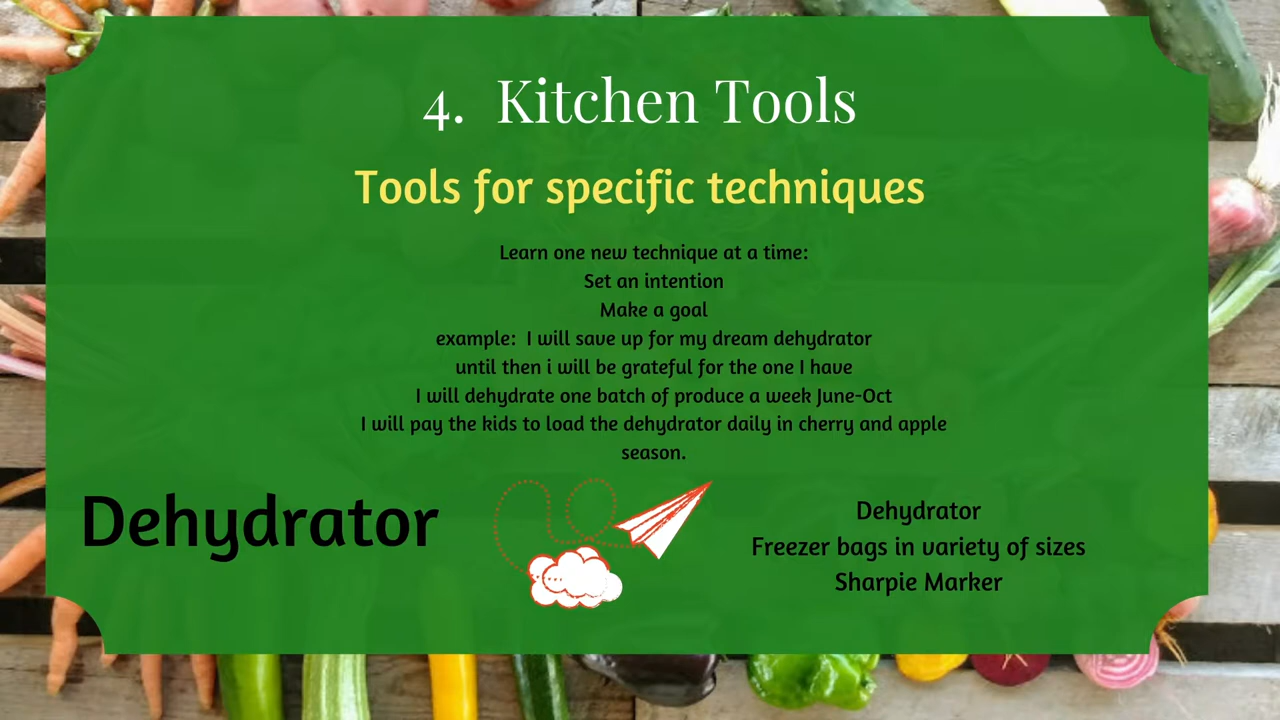 4. Kitchen Tools
Tools for specific techniques
Learn one new technique at a time:
Set an intention
Make a goal
example: I will save up for my dream dehydrator
until then i will be grateful for the one I have
I will dehydrate one batch of produce a week June-Oct
I will pay the kids to load the dehydrator daily in cherry and apple
season.
Dehydrator
Dehydrator
Freezer bags in variety of sizes
Sharpie Marker